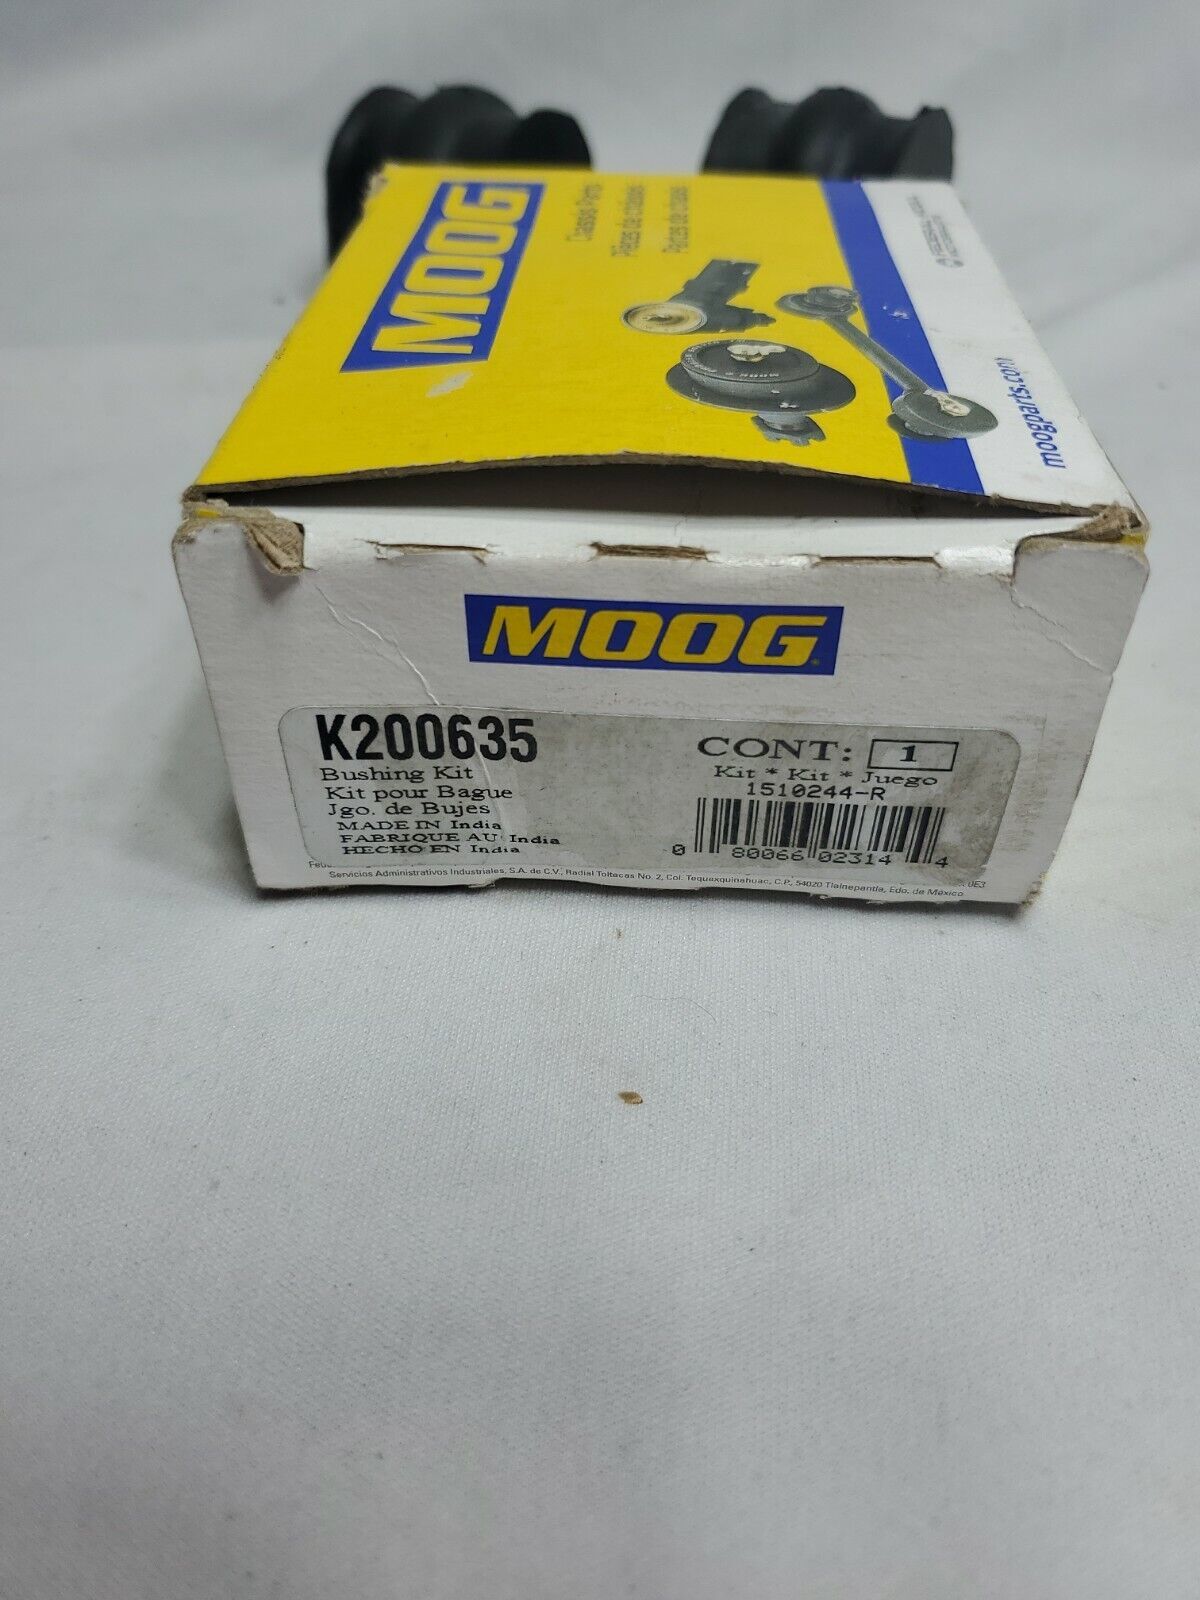 MOOG
Chassis Parts
Pièces de châssis
Partes de chasis
FEDERAL MOGUL
moogparts.com
MOOG
K200635
Bushing Kit
Kit pour Bague
Jgo. de Bujes
MADE IN India
FABRIQUE AU India
HECHO EN India
CONT: 1
Kit * Kit * Juego
1510244-R
0 80066 02314 4
Servicios Administrativos Industriales, S.A. de C.V., Radial Toltecas No. 2, Col. Tequexquinahuac, C.P. 54020 Tlalnepantla, Edo. de México